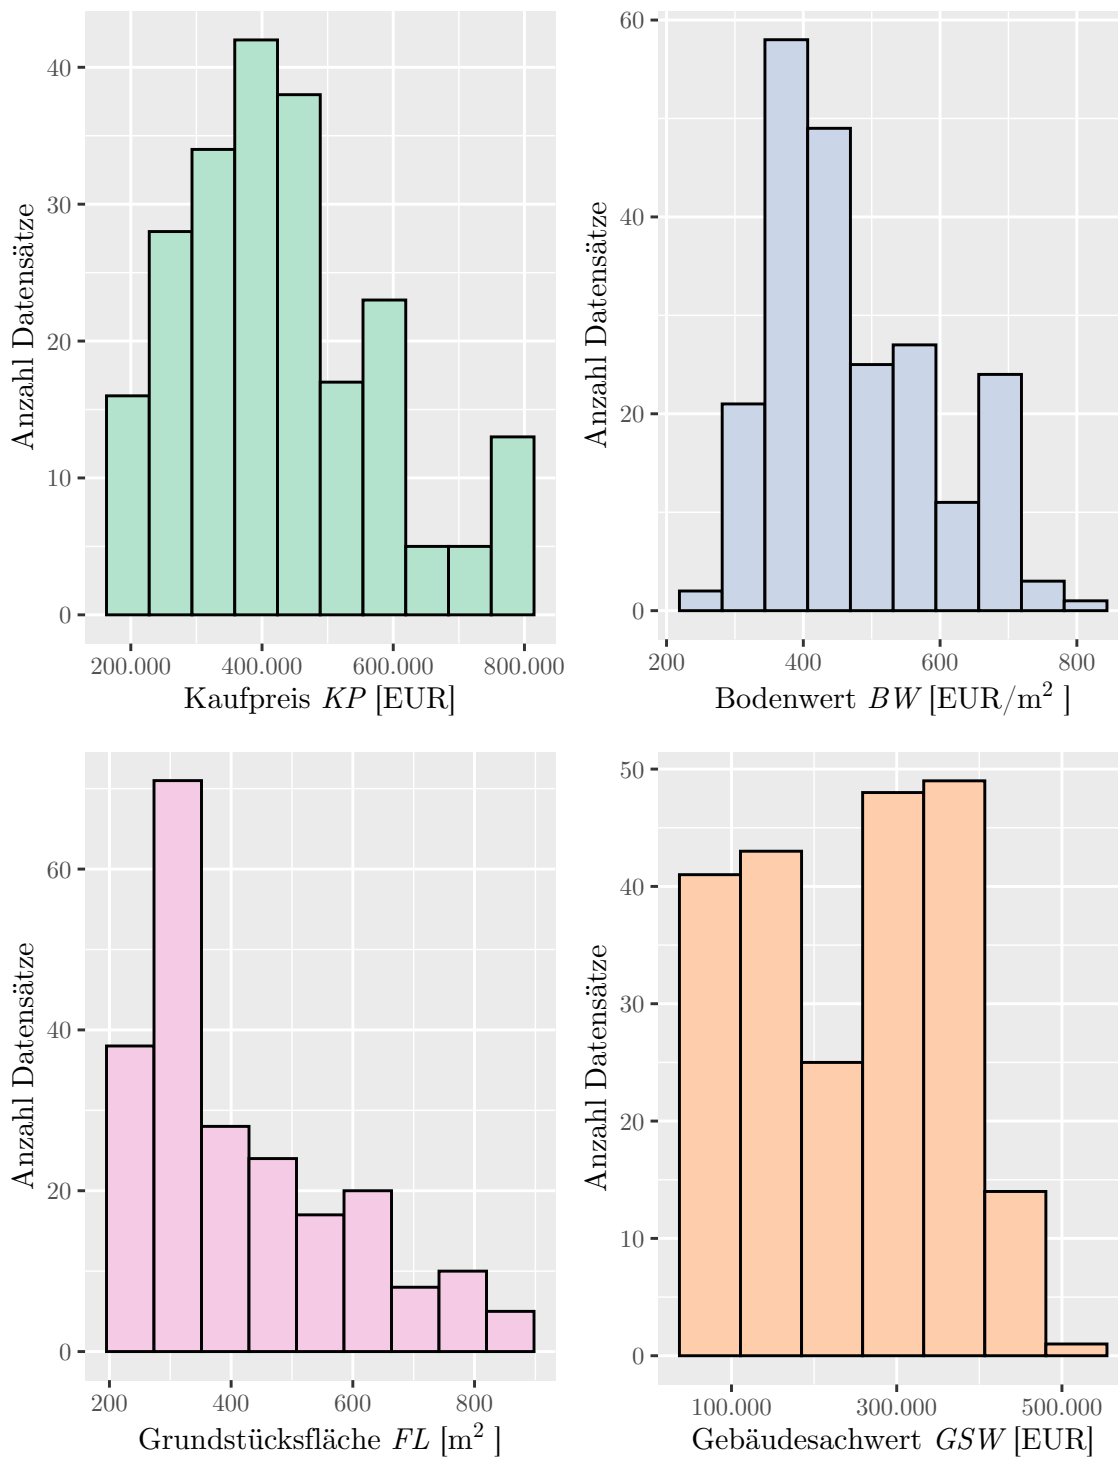 Anzahl Datensätze
40
30
20
10
0
200.000 400.000 600.000 800.000
Kaufpreis KP [EUR]
Anzahl Datensätze
60
40
20
0
200 400 600 800
Bodenwert BW [EUR/m²]
Anzahl Datensätze
60
40
20
0
200 400 600 800
Grundstücksfläche FL [m²]
Anzahl Datensätze
50
40
30
20
10
0
100.000 300.000 500.000
Gebäudesachwert GSW [EUR]